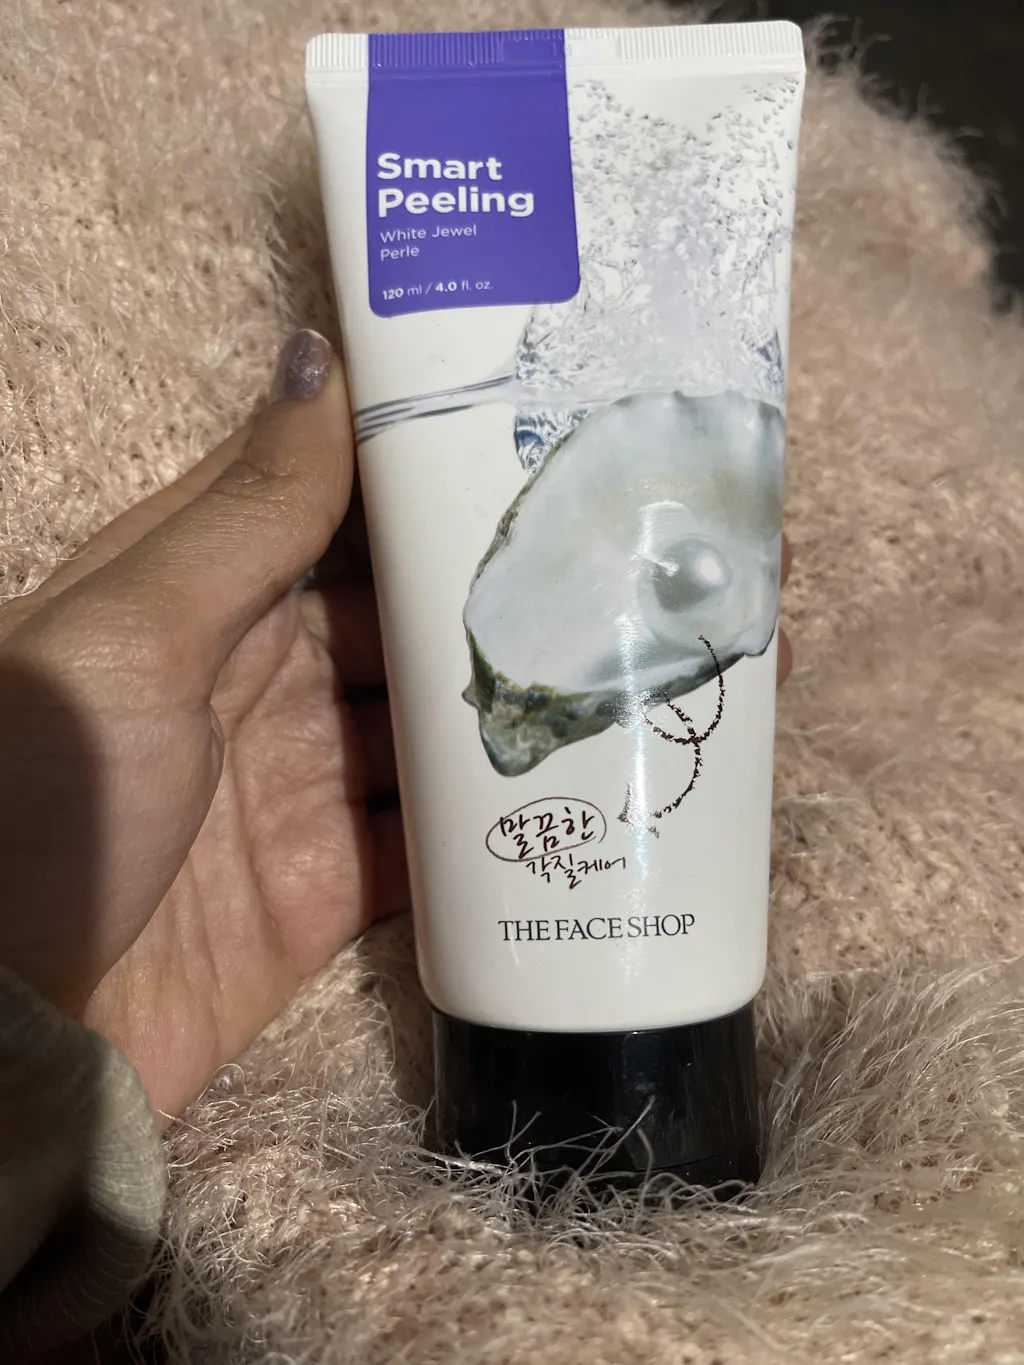 Smart
Peeling
White Jewel
Perle
120 ml / 4.0 fl. oz.
말끔한
각질케어
THE FACE SHOP